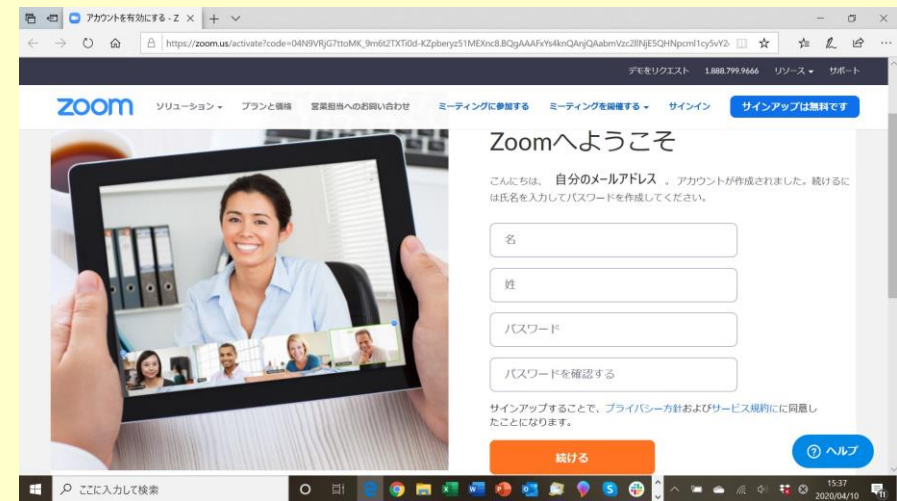 アカウントを有効にする - Z
https://zoom.us/activate?code=04N9VRjG7ttoMK_9m6t2TXTi0d-KZpberyz51MEXnc8.BQgAAAFxYs4knQAnjQAabmVzc2lINjE5QHNpcml1cy5vY2
デモをリクエスト 1.888.799.9666 リソース サポート
zoom ソリューション プランと価格 営業担当へのお問い合わせ ミーティングに参加する ミーティングを開催する サインイン サインアップは無料です
Zoomへようこそ
こんにちは、 自分のメールアドレス 。アカウントが作成されました。続けるに
は氏名を入力してパスワードを作成してください。
名
姓
パスワード
パスワードを確認する
サインアップすることで、プライバシー方針およびサービス規約にに同意し
たことになります。
続ける
ヘルプ
ここに入力して検索
15:37
2020/04/10